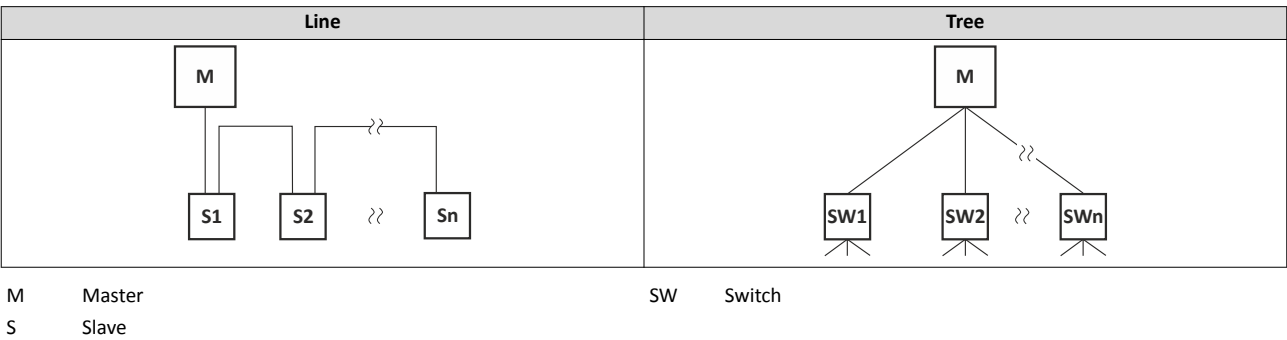 Line Tree
M M
S1 S2 Sn SW1 SW2 SWn
M Master SW Switch
S Slave